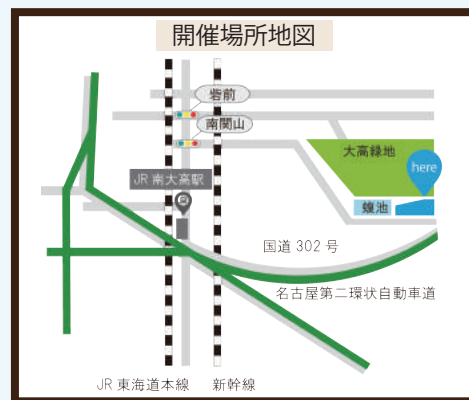 開催場所地図
砦前
南関山
大高緑地
here
JR 南大高駅
蝮池
国道 302 号
名古屋第二環状自動車道
JR 東海道本線
新幹線